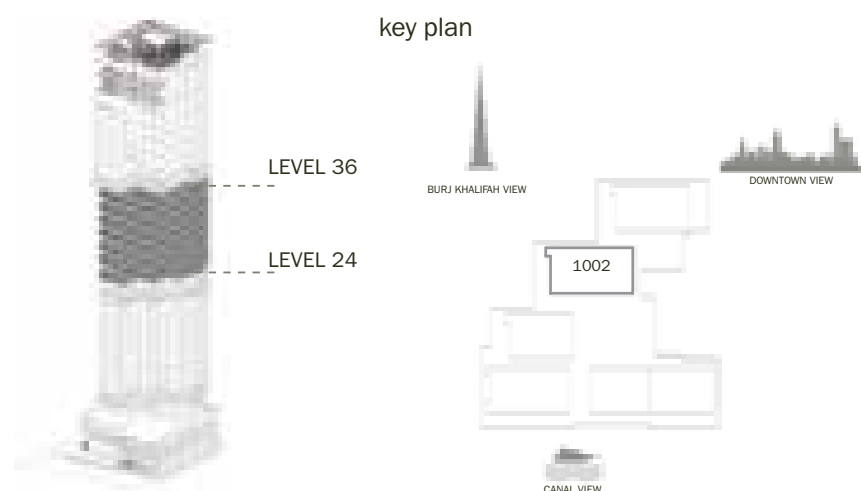 key plan
LEVEL 36
LEVEL 24
BURJ KHALIFAH VIEW
DOWNTOWN VIEW
1002
CANAL VIEW